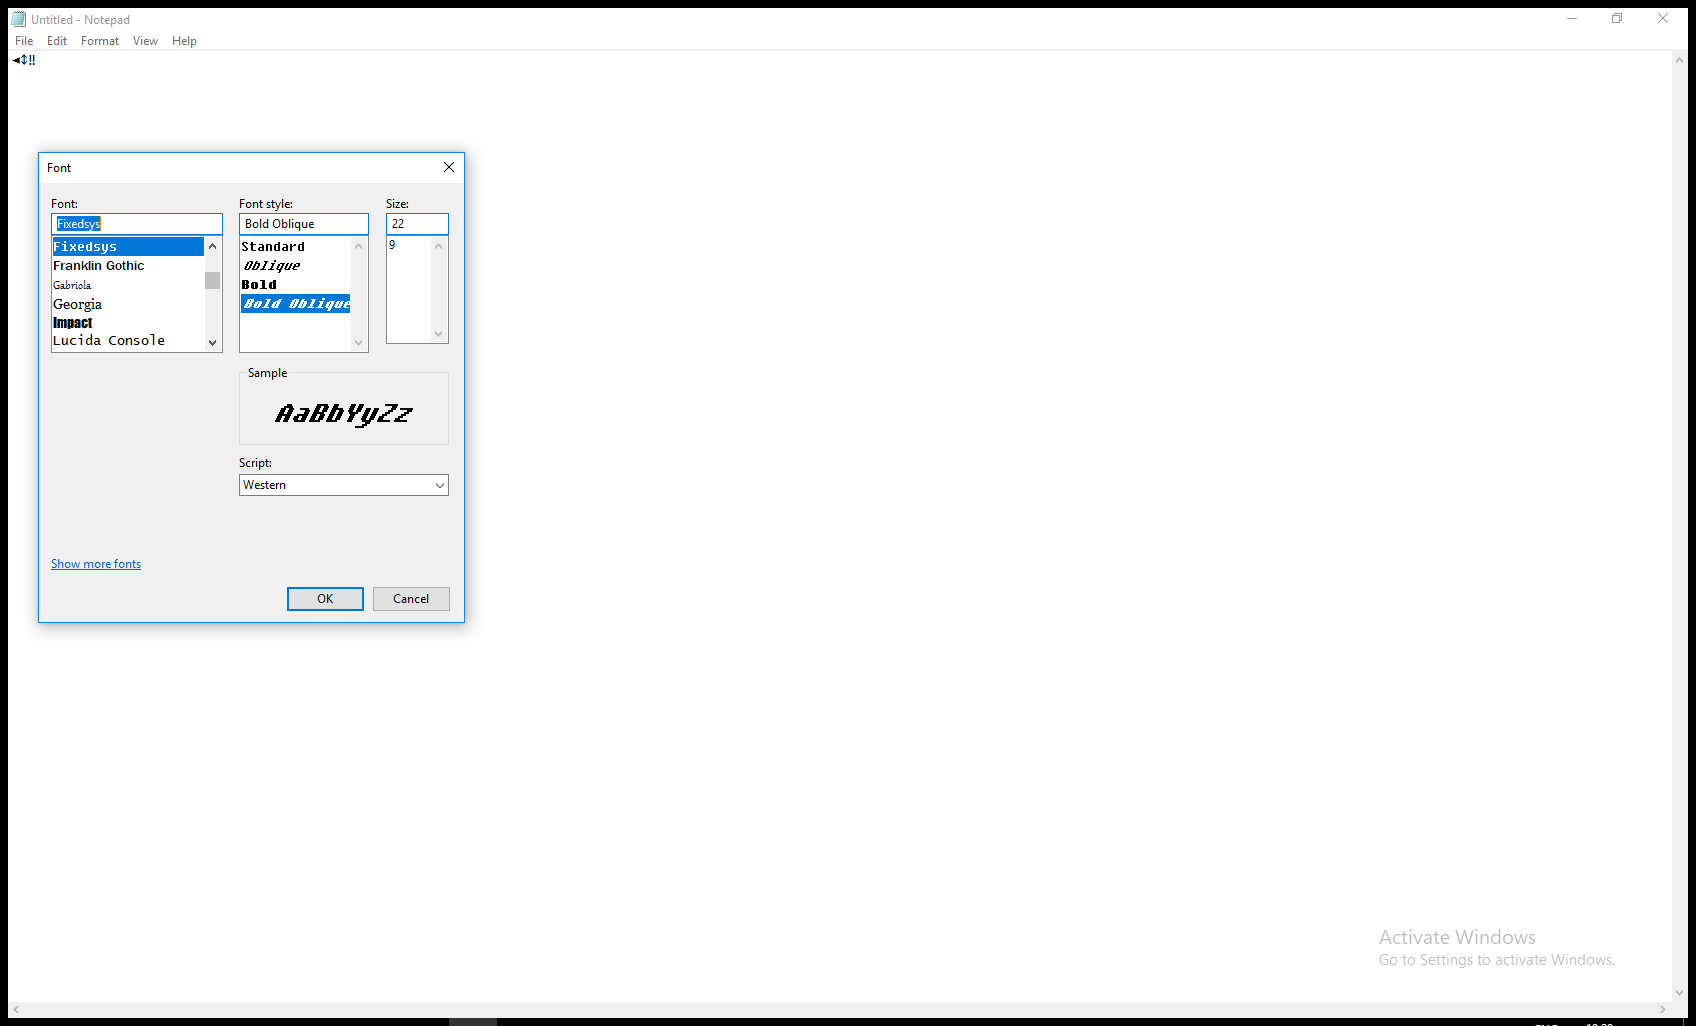 Untitled - Notepad
File Edit Format View Help
◄↕‼
Font
Font: Font style: Size:
Fixedsys Bold Oblique 22
Fixedsys Standard 9
Franklin Gothic Oblique
Gabriola Bold
Georgia Bold Oblique
Impact
Lucida Console
Sample
AaBbYyZz
Script:
Western
Show more fonts
OK Cancel
Activate Windows
Go to Settings to activate Windows.